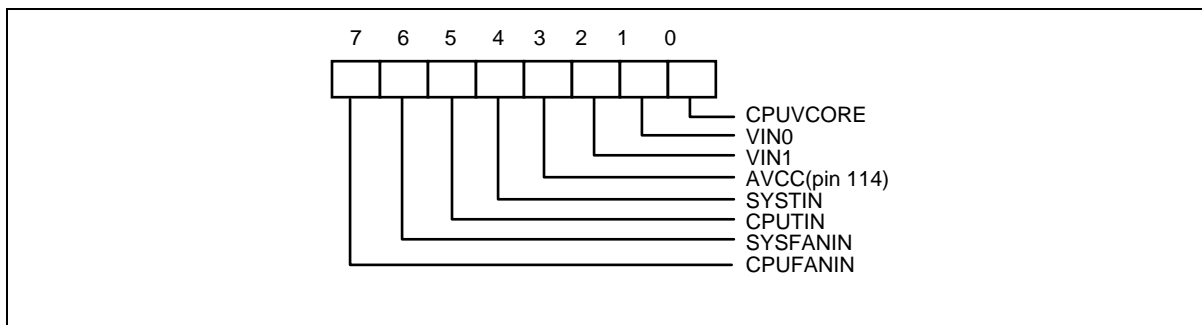 7 6 5 4 3 2 1 0
CPUVCORE
VIN0
VIN1
AVCC(pin 114)
SYSTIN
CPUTIN
SYSFANIN
CPUFANIN